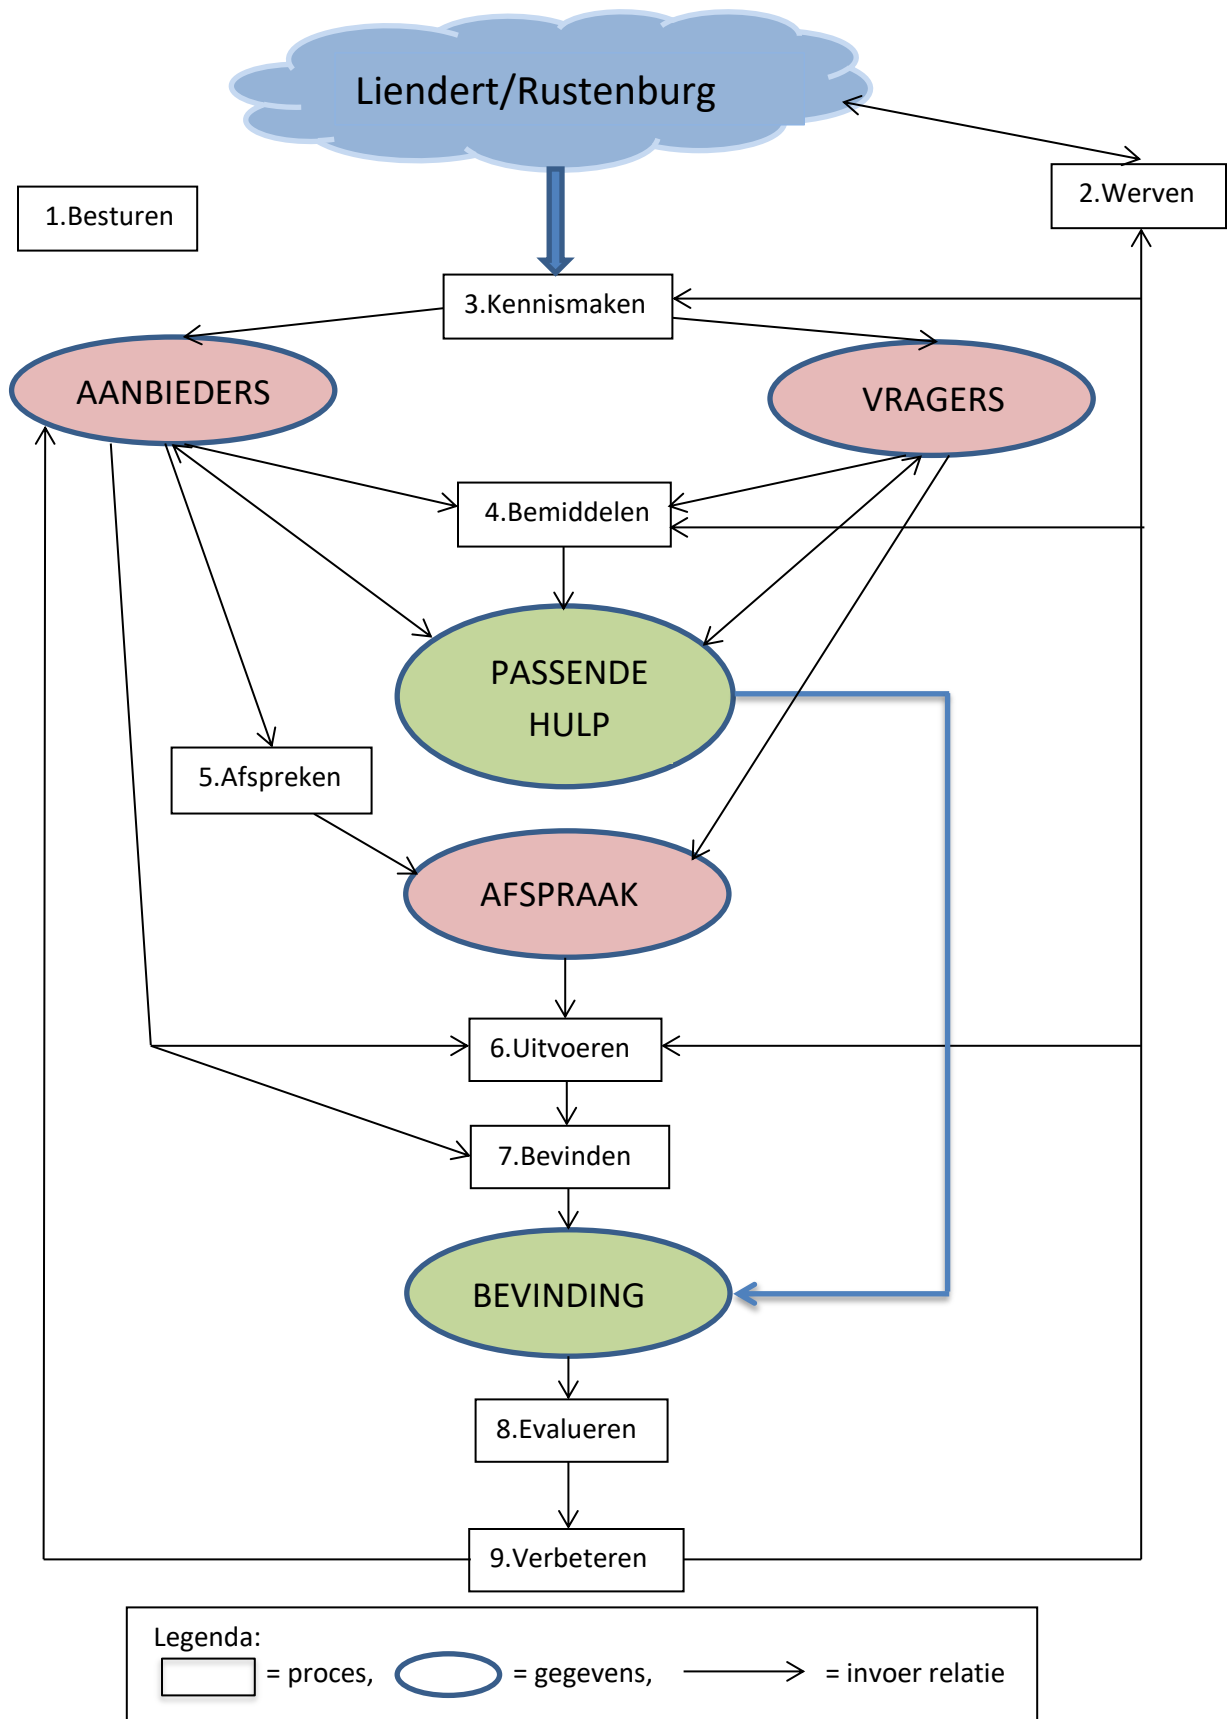 Liendert/Rustenburg
1.Besturen
2.Werven
3.Kennismaken
AANBIEDERS
VRAGERS
4.Bemiddelen
PASSENDE
HULP
5.Afspreken
AFSPRAAK
6.Uitvoeren
7.Bevinden
BEVINDING
8.Evalueren
9.Verbeteren
Legenda:
= proces, = gegevens, = invoer relatie